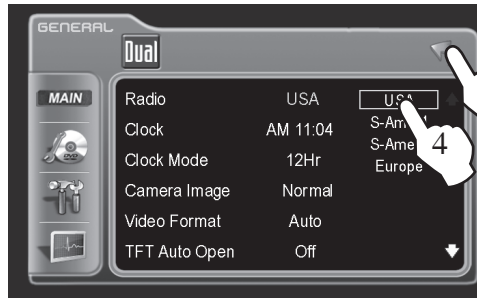 GENERAL
Dual
MAIN
Radio USA USA
Clock AM 11:04
Clock Mode 12Hr
Europe
Camera Image Normal
Video Format Auto
TFT Auto Open Off
4
DVD